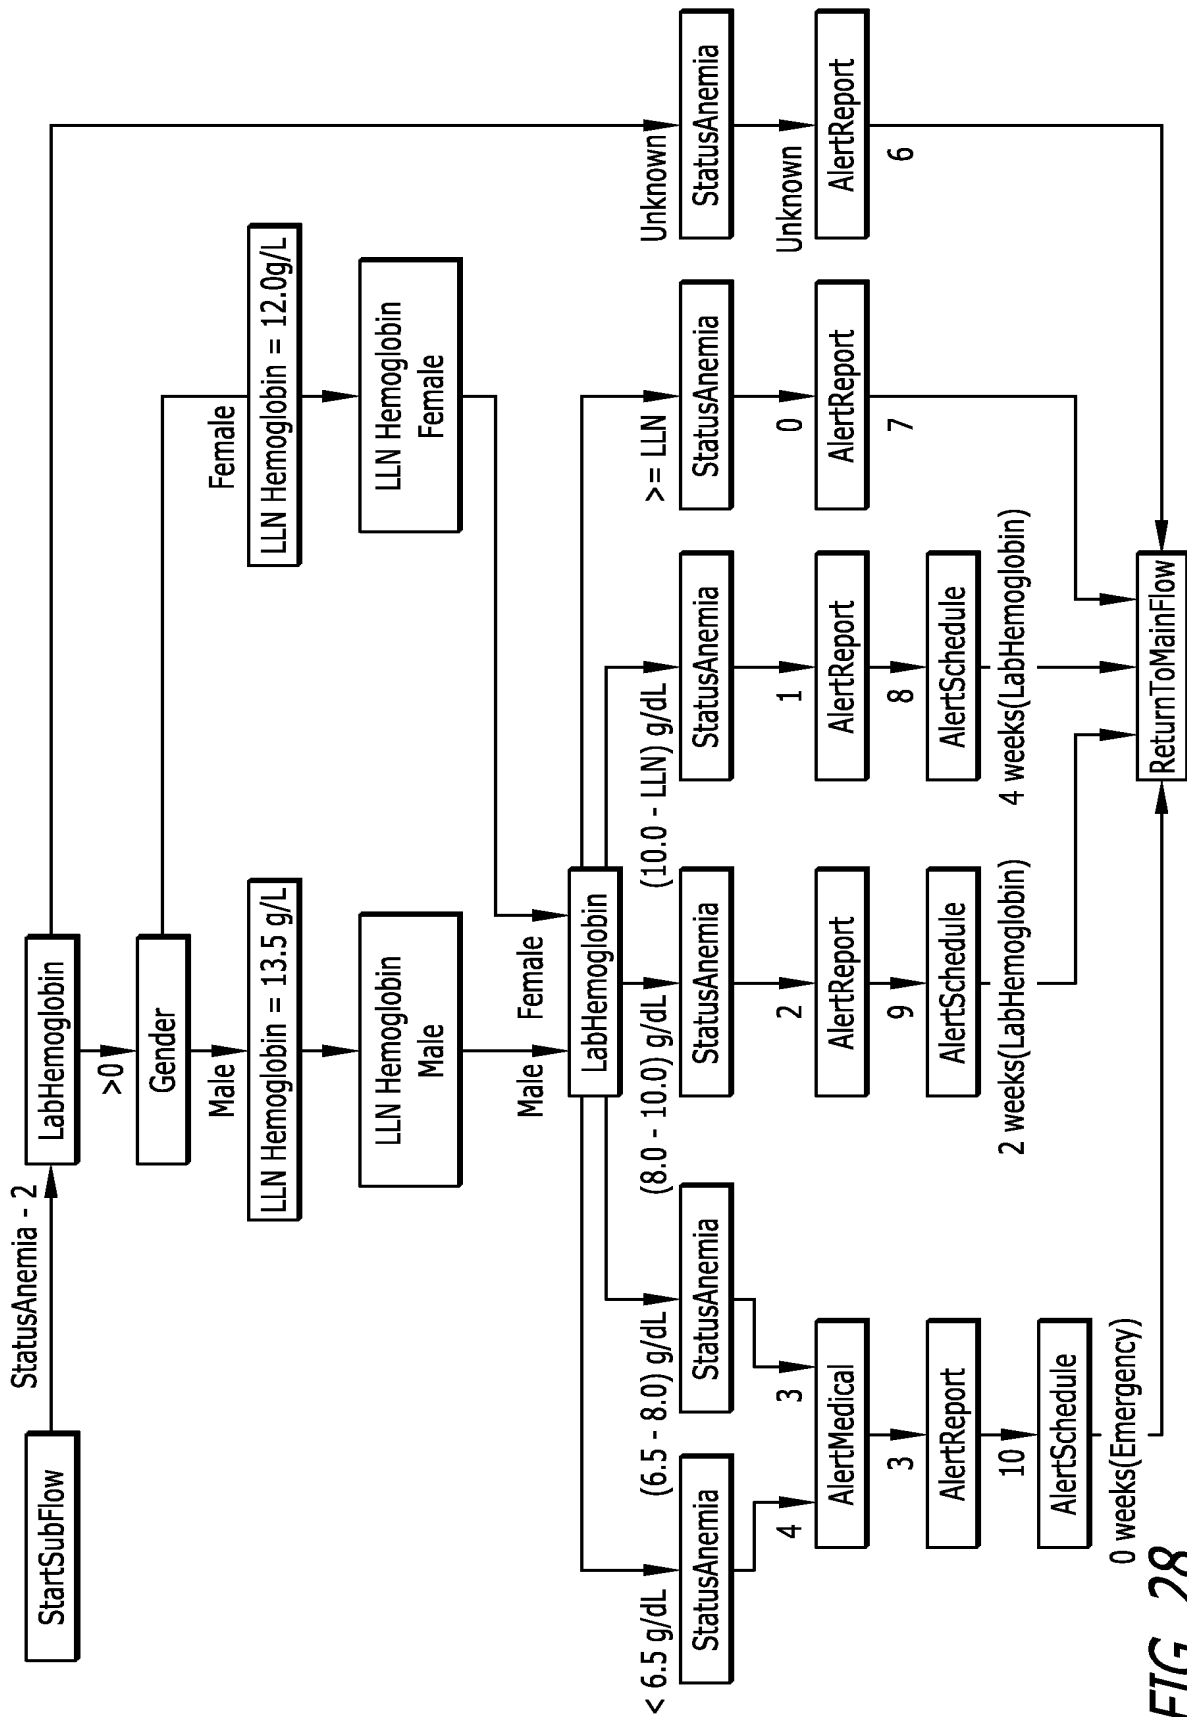 StartSubFlow
StatusAnemia - 2
LabHemoglobin
>0
Gender
Male
Female
LLN Hemoglobin = 13.5 g/L
LLN Hemoglobin = 12.0g/L
LLN Hemoglobin
Male
LLN Hemoglobin
Female
Male
Female
LabHemoglobin
< 6.5 g/dL
(6.5 - 8.0) g/dL
(8.0 - 10.0) g/dL
(10.0 - LLN) g/dL
>= LLN
Unknown
StatusAnemia
StatusAnemia
StatusAnemia
StatusAnemia
StatusAnemia
StatusAnemia
4
3
2
1
0
Unknown
AlertMedical
AlertReport
AlertReport
AlertReport
AlertReport
3
9
8
7
6
AlertReport
AlertSchedule
AlertSchedule
10
2 weeks(LabHemoglobin)
4 weeks(LabHemoglobin)
AlertSchedule
0 weeks(Emergency)
ReturnToMainFlow
FIG. 28